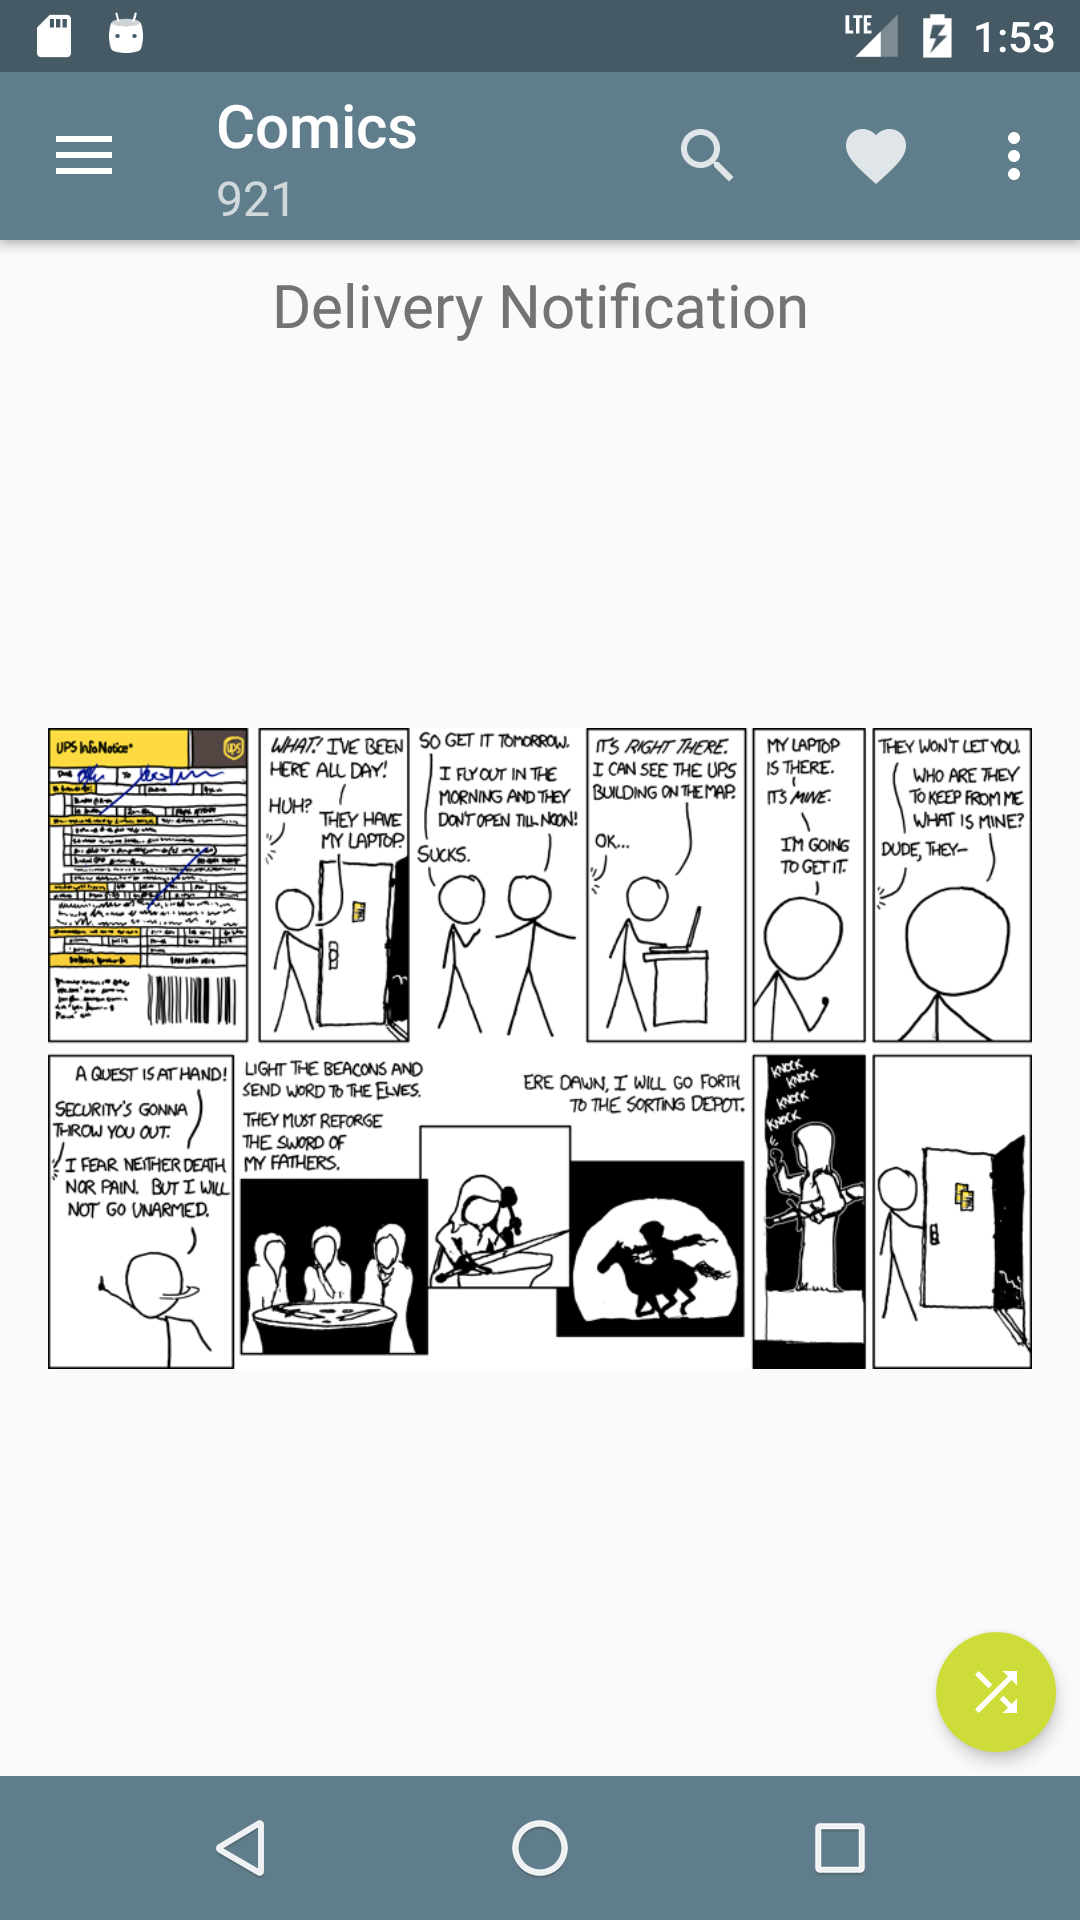 LTE 1:53
Comics
921
Delivery Notification
UPS InfoNotice
UPS
WHAT! I'VE BEEN
HERE ALL DAY!
HUH?
THEY HAVE
MY LAPTOP.
SO GET IT TOMORROW.
I FLY OUT IN THE
MORNING AND THEY
DON'T OPEN TILL NOON!
SUCKS.
IT'S RIGHT THERE.
I CAN SEE THE UPS
BUILDING ON THE MAP.
OK...
MY LAPTOP
IS THERE.
IT'S MINE.
I'M GOING
TO GET IT.
THEY WON'T LET YOU.
WHO ARE THEY
TO KEEP FROM ME
WHAT IS MINE?
DUDE, THEY—
A QUEST IS AT HAND!
SECURITY'S GONNA
THROW YOU OUT.
I FEAR NEITHER DEATH
NOR PAIN. BUT I WILL
NOT GO UNARMED.
LIGHT THE BEACONS AND
SEND WORD TO THE ELVES.
THEY MUST REFORGE
THE SWORD OF
MY FATHERS.
ERE DAWN, I WILL GO FORTH
TO THE SORTING DEPOT.
KNOCK
KNOCK
KNOCK
KNOCK